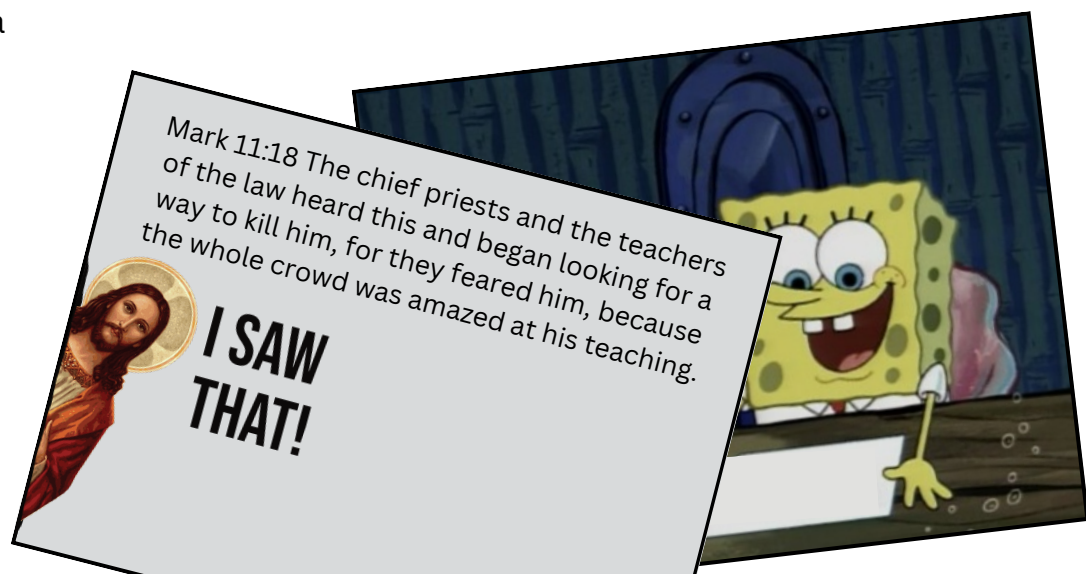 Mark 11:18 The chief priests and the teachers
of the law heard this and began looking for a
way to kill him, for they feared him, because
the whole crowd was amazed at his teaching.
I SAW
THAT!